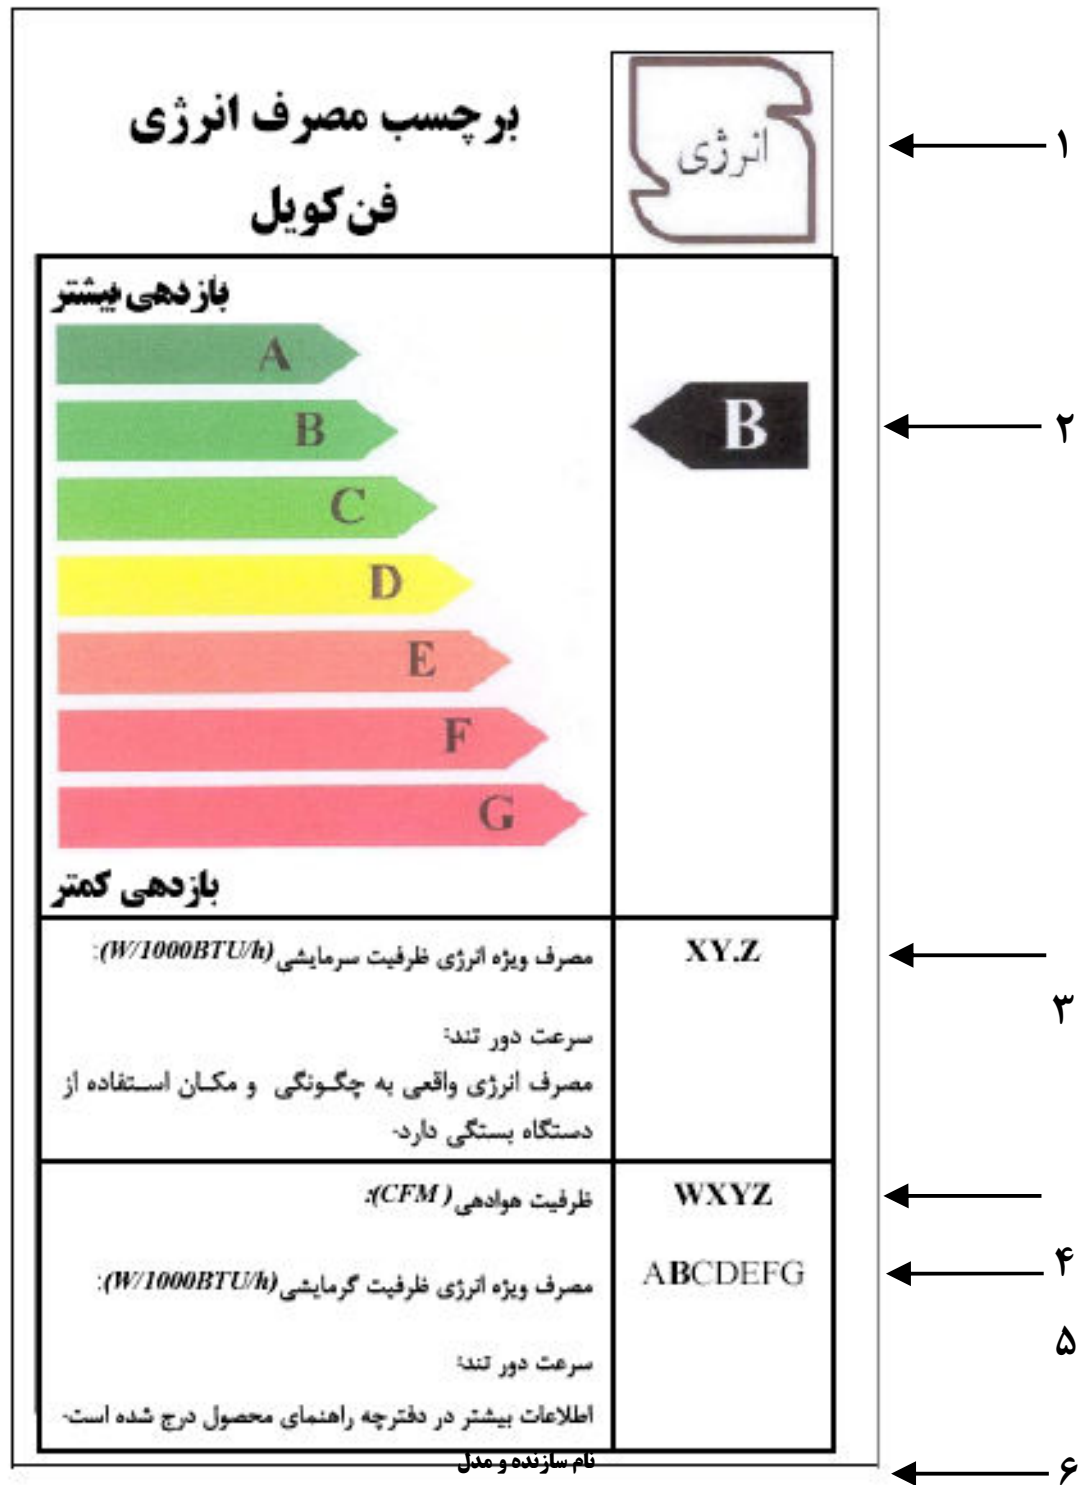 برچسب مصرف انرژی
فن کویل
انرژی
۱
بازدهی بیشتر
A
B
B
۲
C
D
E
F
G
بازدهی کمتر
مصرف ویژه انرژی ظرفیت سرمایشی (W/1000BTU/h):
XY.Z
۳
سرعت دور تند:
مصرف انرژی واقعی به چگونگی و مکان استفاده از
دستگاه بستگی دارد.
ظرفیت هوادهی (CFM):
WXYZ
۴
مصرف ویژه انرژی ظرفیت گرمایشی (W/1000BTU/h):
ABCDEFG
۵
سرعت دور تند:
اطلاعات بیشتر در دفترچه راهنمای محصول درج شده است.
نام سازنده و مدل
۶